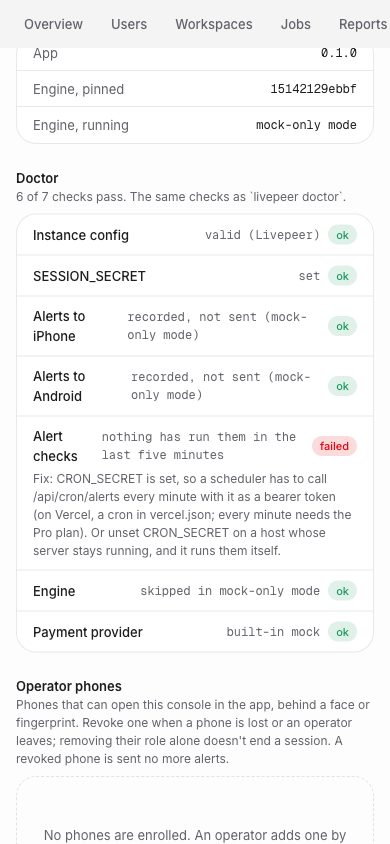 Overview Users Workspaces Jobs Reports
App 0.1.0
Engine, pinned 15142129ebbf
Engine, running mock-only mode
Doctor
6 of 7 checks pass. The same checks as `livepeer doctor`.
Instance config valid (Livepeer) ok
SESSION_SECRET set ok
Alerts to iPhone recorded, not sent (mock-
only mode) ok
Alerts to Android recorded, not sent (mock-
only mode) ok
Alert checks nothing has run them in the
last five minutes failed
Fix: CRON_SECRET is set, so a scheduler has to call
/api/cron/alerts every minute with it as a bearer token
(on Vercel, a cron in vercel.json; every minute needs the
Pro plan). Or unset CRON_SECRET on a host whose
server stays running, and it runs them itself.
Engine skipped in mock-only mode ok
Payment provider built-in mock ok
Operator phones
Phones that can open this console in the app, behind a face or
fingerprint. Revoke one when a phone is lost or an operator
leaves; removing their role alone doesn't end a session. A
revoked phone is sent no more alerts.
No phones are enrolled. An operator adds one by